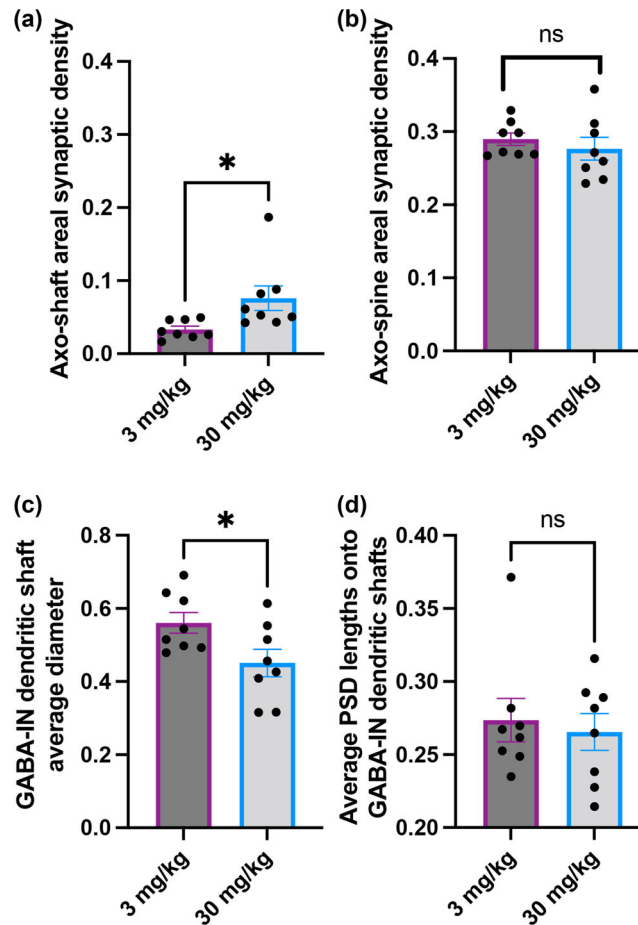 (a)
Axo-shaft areal synaptic density
0.4
0.3
0.2
0.1
0.0
*
3 mg/kg
30 mg/kg
(b)
Axo-spine areal synaptic density
0.4
0.3
0.2
0.1
0.0
ns
3 mg/kg
30 mg/kg
(c)
GABA-IN dendritic shaft
average diameter
0.8
0.6
0.4
0.2
0.0
*
3 mg/kg
30 mg/kg
(d)
Average PSD lengths onto
GABA-IN dendritic shafts
0.40
0.35
0.30
0.25
0.20
ns
3 mg/kg
30 mg/kg